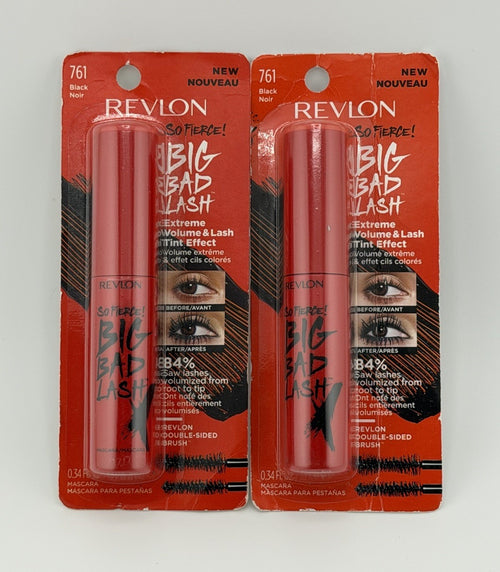 761
Black
Noir
NEW
NOUVEAU
REVLON
SO FIERCE!
BIG
BAD
LASH
Extreme
Volume & Lash
Tint Effect
Volume extrême
& effet cils colorés
BEFORE/AVANT
AFTER/APRÈS
84%
Saw lashes
volumized from
root to tip
Ont noté des
cils entièrement
volumisés
REVLON
DOUBLE-SIDED
BRUSH
REVLON
SO FIERCE!
BIG
BAD
LASH
MASCARA/MASCARA
0.34 FL
MASCARA
MÁSCARA PARA PESTAÑAS
761
Black
Noir
NEW
NOUVEAU
REVLON
SO FIERCE!
BIG
BAD
LASH
Extreme
Volume & Lash
Tint Effect
Volume extrême
& effet cils colorés
BEFORE/AVANT
AFTER/APRÈS
84%
Saw lashes
volumized from
root to tip
Ont noté des
cils entièrement
volumisés
REVLON
DOUBLE-SIDED
BRUSH
REVLON
SO FIERCE!
BIG
BAD
LASH
0.34 FL
MASCARA
MÁSCARA PARA PESTAÑAS